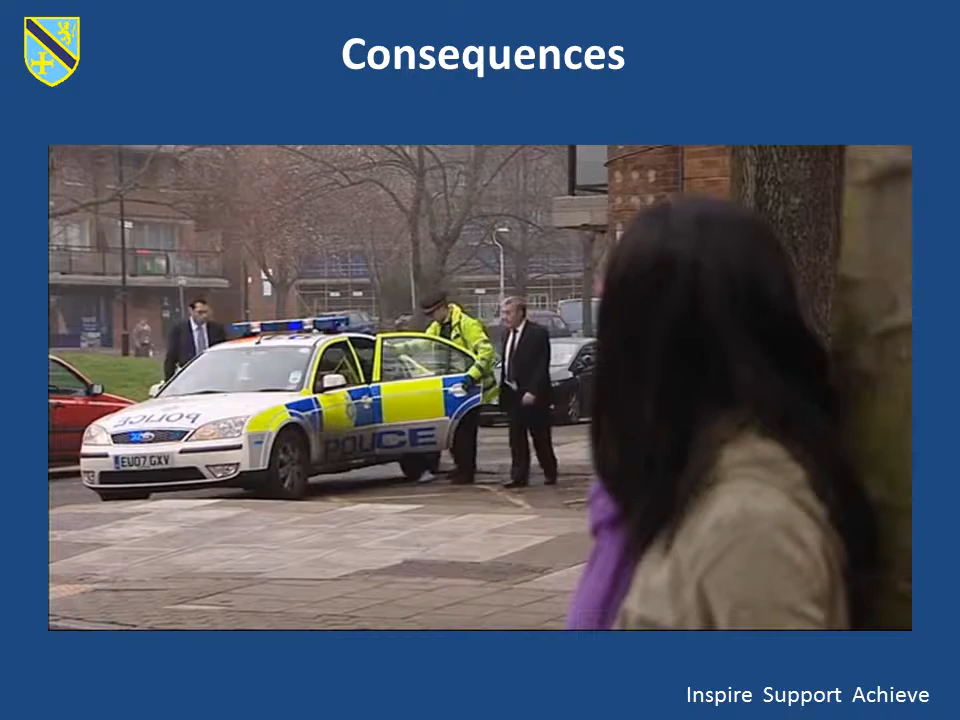 Consequences
POLICE
EU07 GXV
POLICE
Inspire Support Achieve